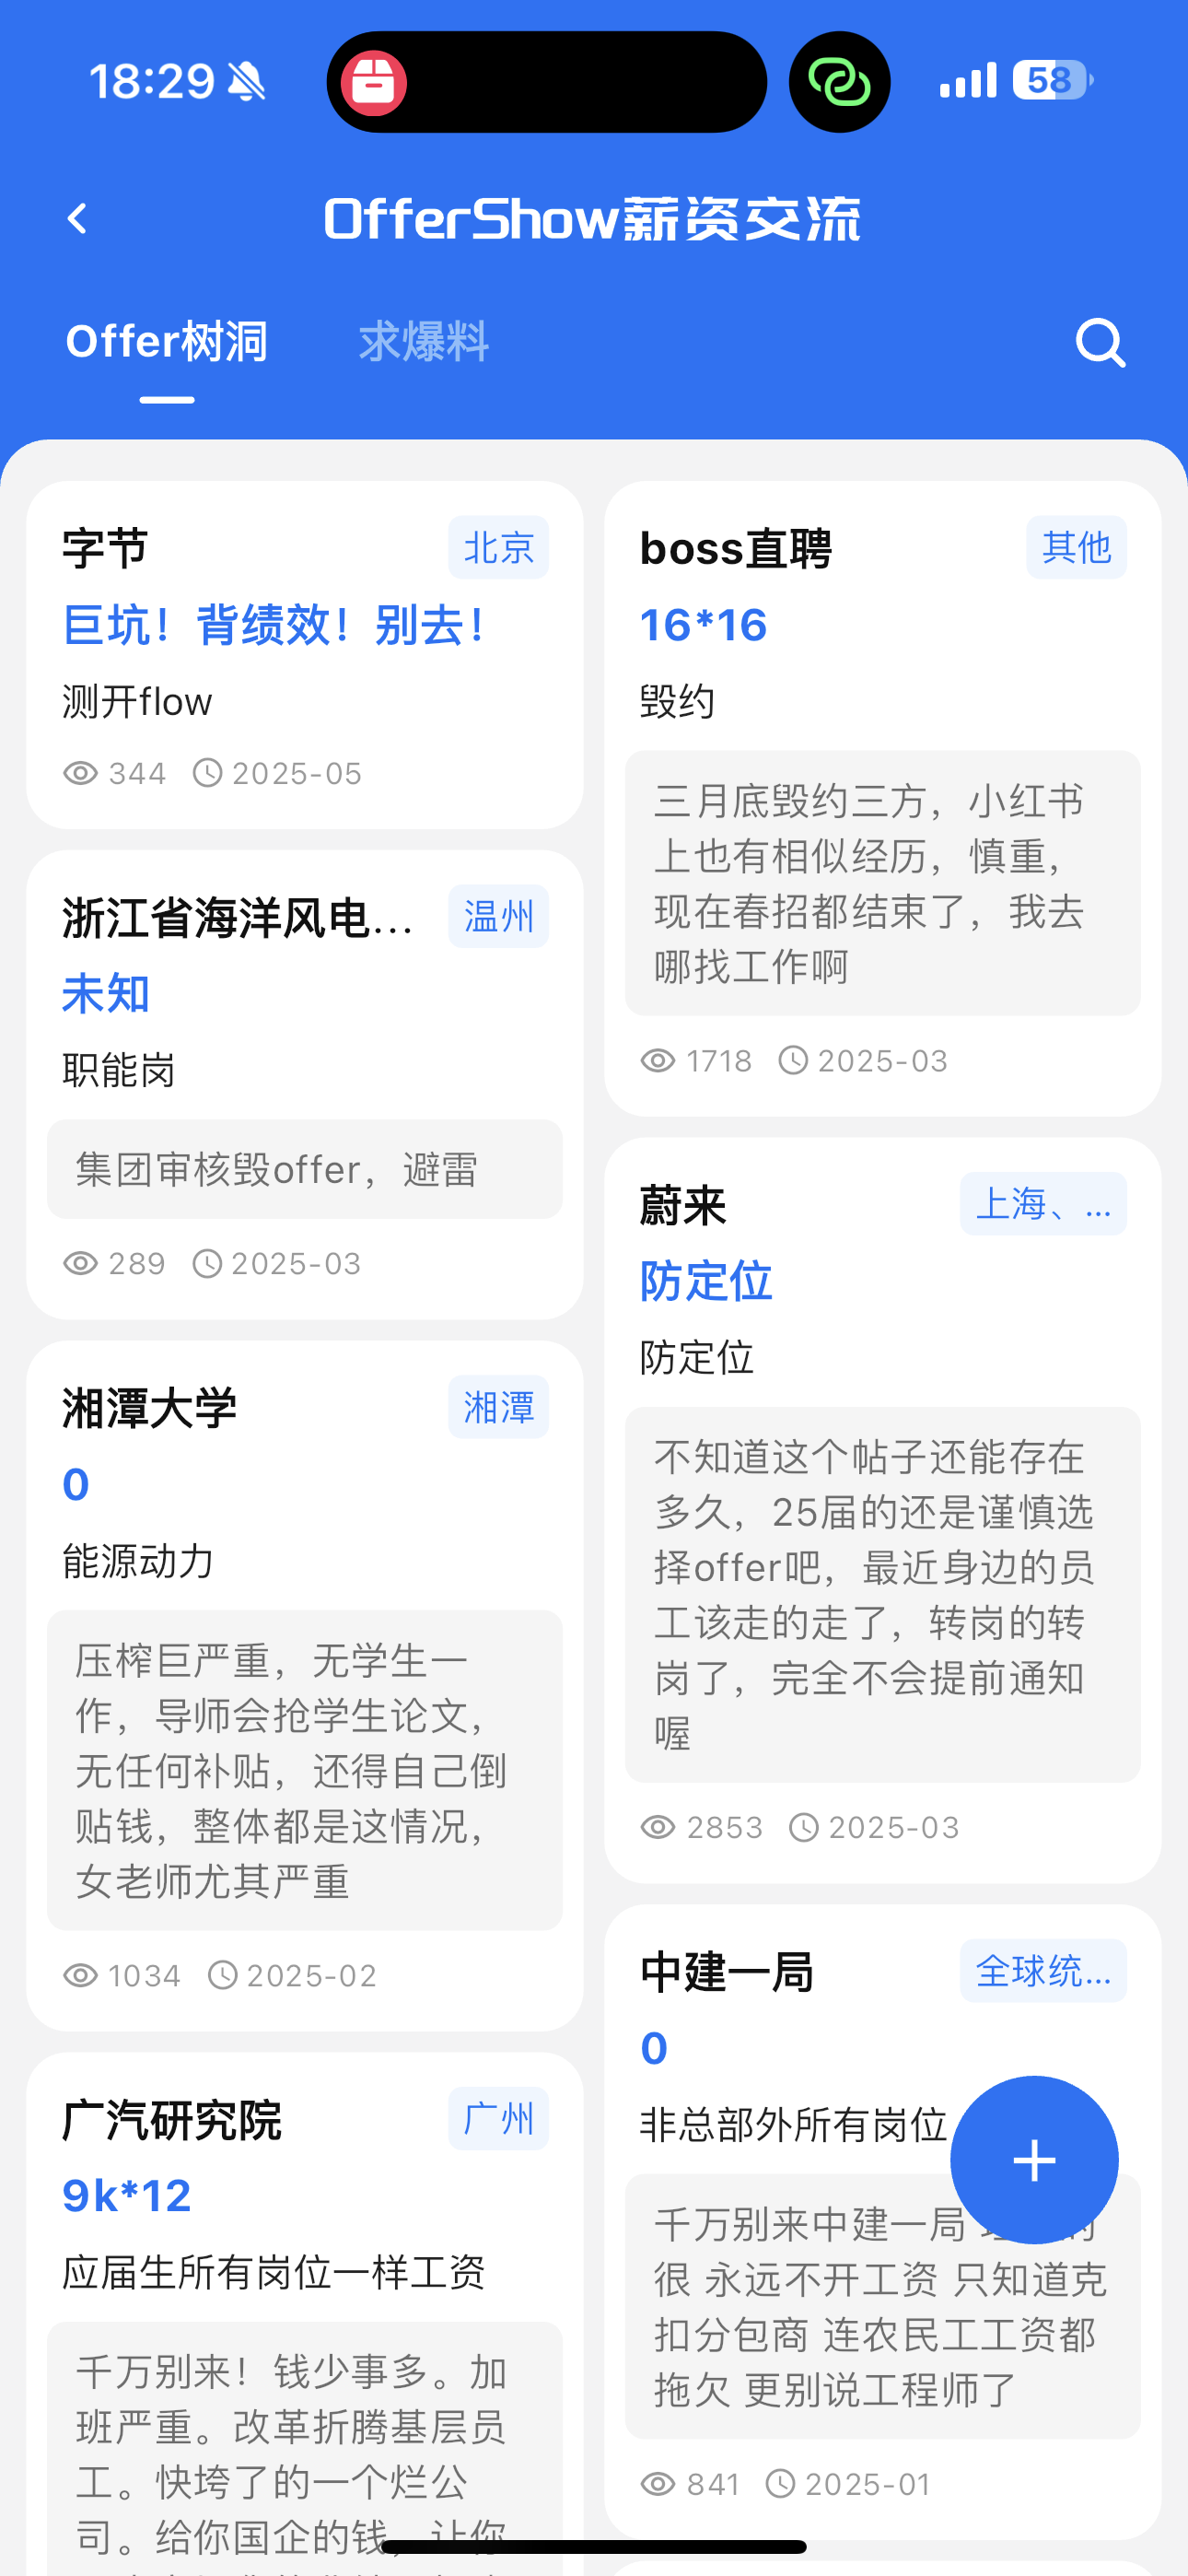 18:29
58
OfferShow薪资交流
Offer树洞
求爆料
字节
北京
巨坑！背绩效！别去！
测开flow
344 2025-05
浙江省海洋风电...
温州
未知
职能岗
集团审核毁offer，避雷
289 2025-03
湘潭大学
湘潭
0
能源动力
压榨巨严重，无学生一
作，导师会抢学生论文，
无任何补贴，还得自己倒
贴钱，整体都是这情况，
女老师尤其严重
1034 2025-02
广汽研究院
广州
9k*12
应届生所有岗位一样工资
千万别来！钱少事多。加
班严重。改革折腾基层员
工。快垮了的一个烂公
司。给你国企的钱，让你
boss直聘
其他
16*16
毁约
三月底毁约三方，小红书
上也有相似经历，慎重，
现在春招都结束了，我去
哪找工作啊
1718 2025-03
蔚来
上海、...
防定位
防定位
不知道这个帖子还能存在
多久，25届的还是谨慎选
择offer吧，最近身边的员
工该走的走了，转岗的转
岗了，完全不会提前通知
喔
2853 2025-03
中建一局
全球统...
0
非总部外所有岗位
千万别来中建一局
很 永远不开工资 只知道克
扣分包商 连农民工工资都
拖欠 更别说工程师了
841 2025-01